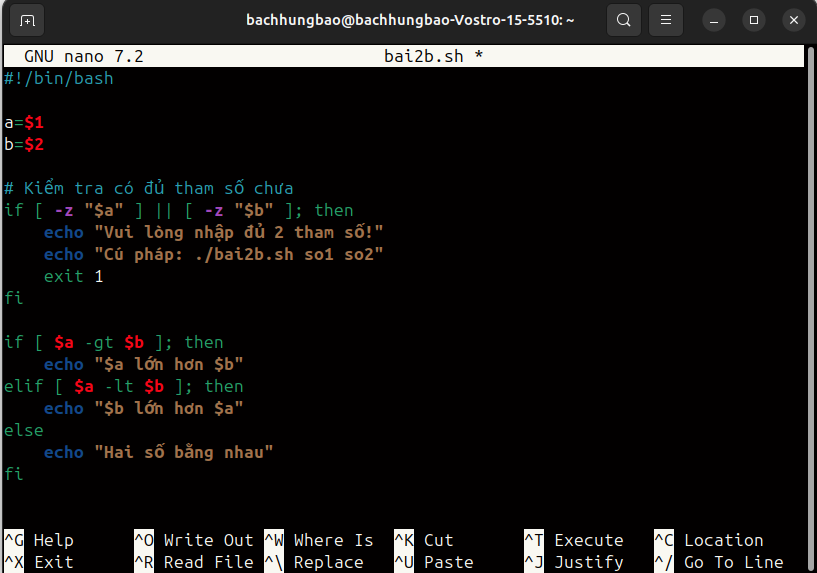 bachhungbao@bachhungbao-Vostro-15-5510: ~
GNU nano 7.2 bai2b.sh *
#!/bin/bash
a=$1
b=$2
# Kiểm tra có đủ tham số chưa
if [ -z "$a" ] || [ -z "$b" ]; then
    echo "Vui lòng nhập đủ 2 tham số!"
    echo "Cú pháp: ./bai2b.sh so1 so2"
    exit 1
fi
if [ $a -gt $b ]; then
    echo "$a lớn hơn $b"
elif [ $a -lt $b ]; then
    echo "$b lớn hơn $a"
else
    echo "Hai số bằng nhau"
fi
^G Help ^O Write Out ^W Where Is ^K Cut ^T Execute ^C Location
^X Exit ^R Read File ^\ Replace ^U Paste ^J Justify ^/ Go To Line